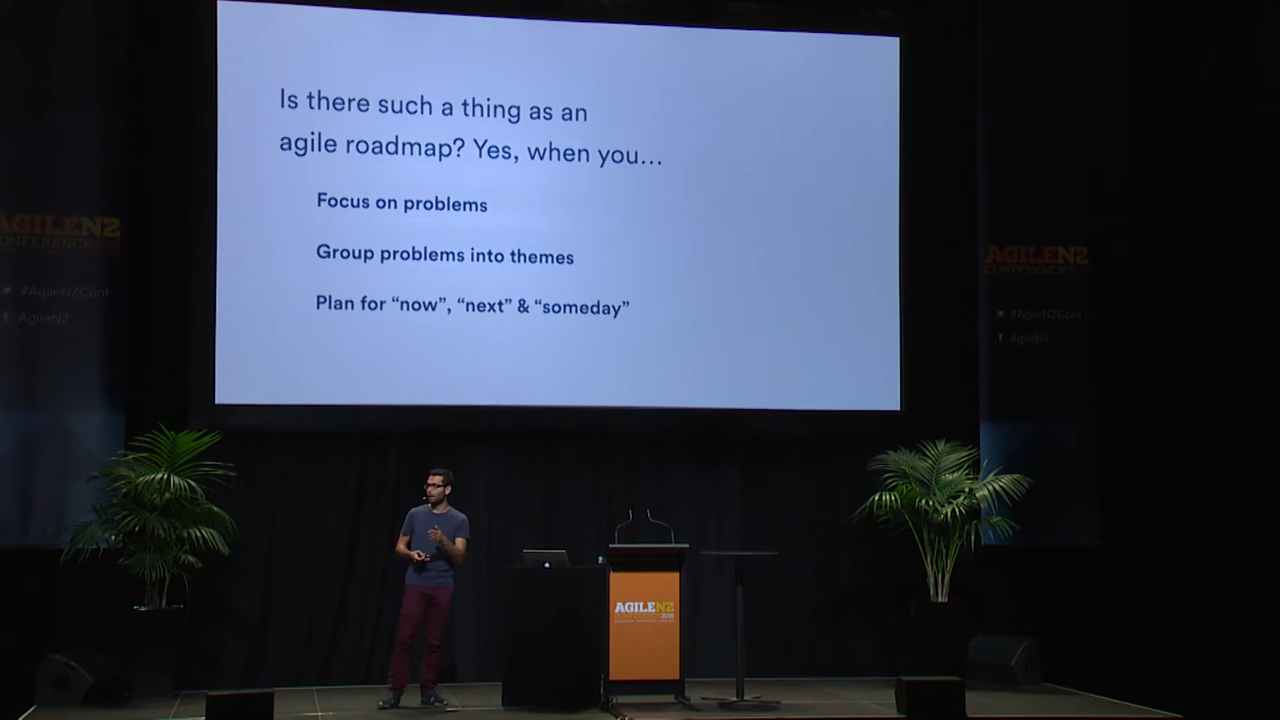 Is there such a thing as an
agile roadmap? Yes, when you…
Focus on problems
Group problems into themes
Plan for “now”, “next” & “someday”
AGILENZ
CONFERENCE
#AgileNZConf
AgileNZ
AGILENZ
CONFERENCE
#AgileNZConf
AgileNZ
AGILENZ
CONFERENCE